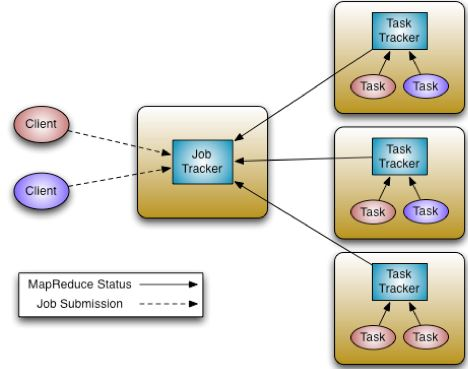 Client
Client
Job
Tracker
Task
Tracker
Task
Task
Task
Tracker
Task
Task
Task
Tracker
Task
Task
MapReduce Status
Job Submission